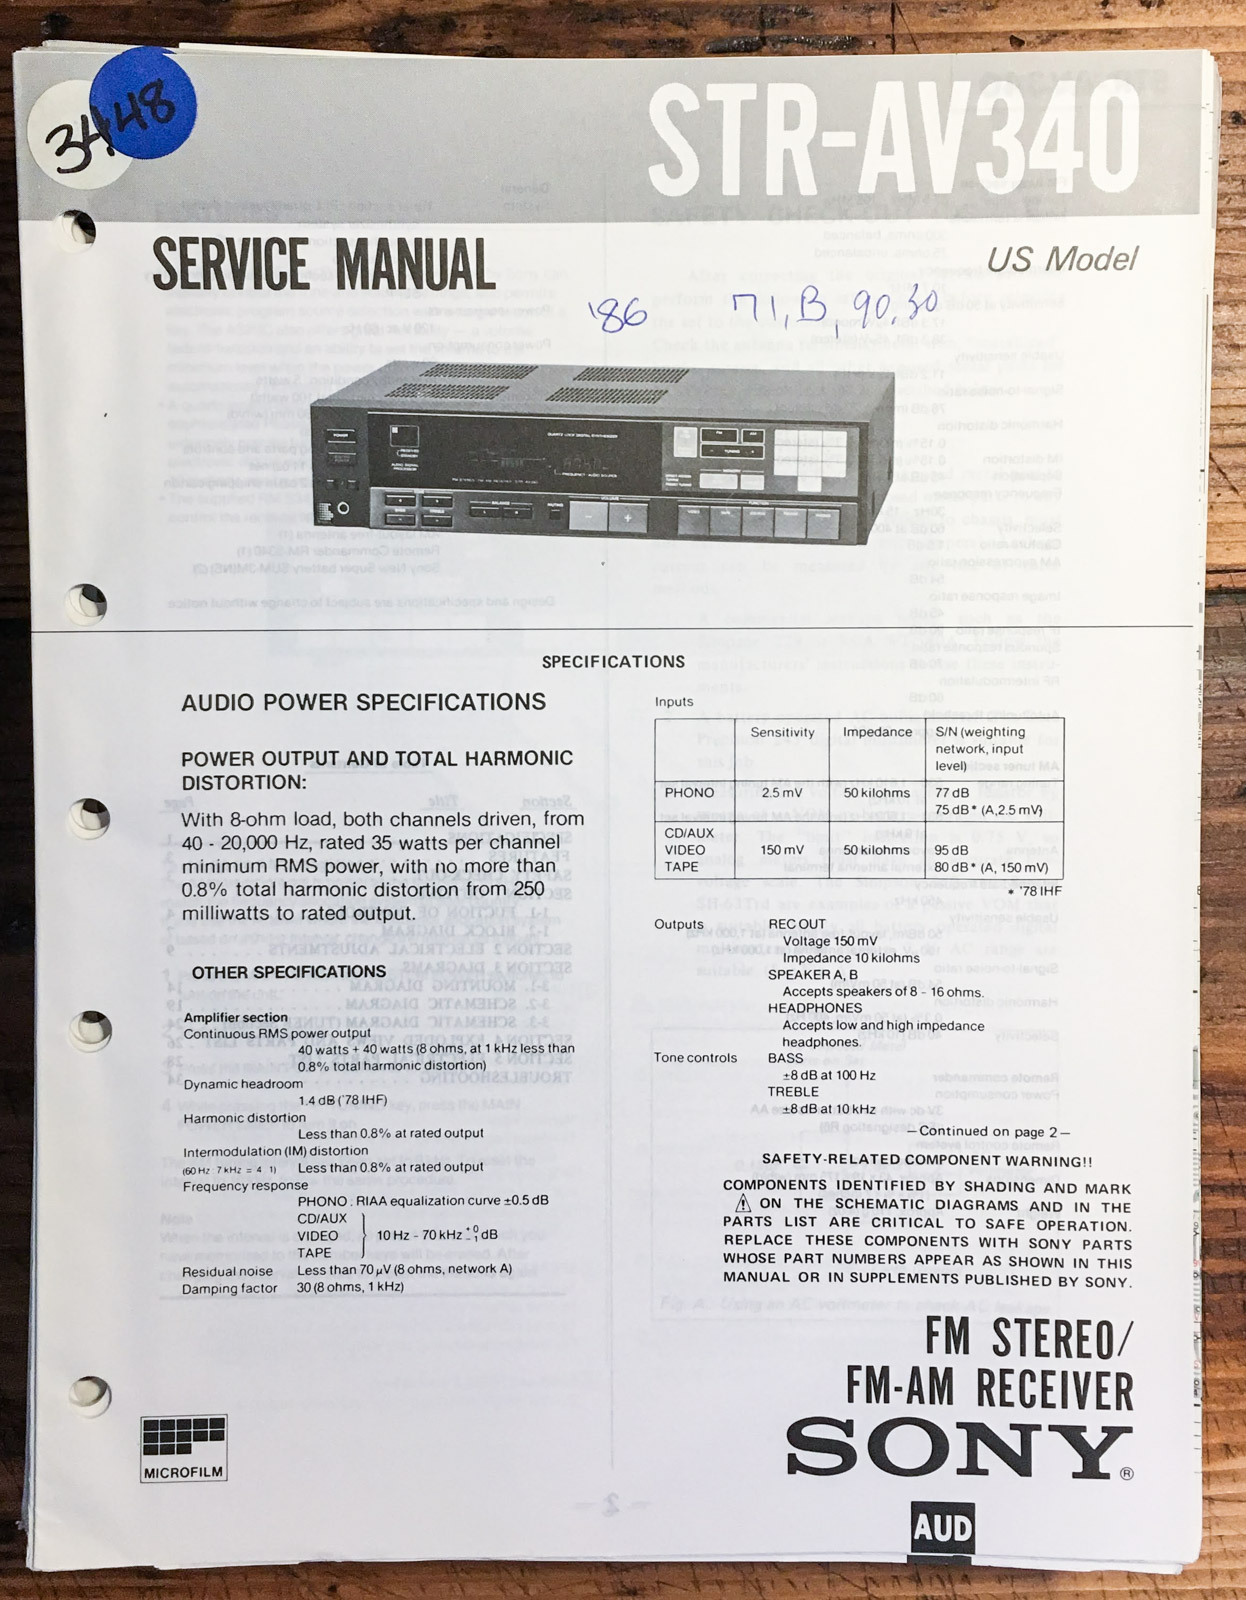 3448
STR-AV340
SERVICE MANUAL
US Model
'86 71, B, 90, 30
SPECIFICATIONS
AUDIO POWER SPECIFICATIONS
POWER OUTPUT AND TOTAL HARMONIC
DISTORTION:
With 8-ohm load, both channels driven, from
40 - 20,000 Hz, rated 35 watts per channel
minimum RMS power, with no more than
0.8% total harmonic distortion from 250
milliwatts to rated output.
OTHER SPECIFICATIONS
Amplifier section
Continuous RMS power output
40 watts + 40 watts (8 ohms, at 1 kHz less than
0.8% total harmonic distortion)
Dynamic headroom
1.4 dB ('78 IHF)
Harmonic distortion
Less than 0.8% at rated output
Intermodulation (IM) distortion
(60 Hz : 7 kHz = 4 : 1) Less than 0.8% at rated output
Frequency response
PHONO : RIAA equalization curve ±0.5 dB
CD/AUX
VIDEO 10 Hz - 70 kHz +0 -1 dB
TAPE
Residual noise Less than 70 µV (8 ohms, network A)
Damping factor 30 (8 ohms, 1 kHz)
Inputs
Sensitivity Impedance S/N (weighting
network, input
level)
PHONO 2.5 mV 50 kilohms 77 dB
75 dB* (A, 2.5 mV)
CD/AUX
VIDEO 150 mV 50 kilohms 95 dB
TAPE 80 dB* (A, 150 mV)
* '78 IHF
Outputs REC OUT
Voltage 150 mV
Impedance 10 kilohms
SPEAKER A, B
Accepts speakers of 8 - 16 ohms.
HEADPHONES
Accepts low and high impedance
headphones.
Tone controls BASS
±8 dB at 100 Hz
TREBLE
±8 dB at 10 kHz
—Continued on page 2—
SAFETY-RELATED COMPONENT WARNING!!
COMPONENTS IDENTIFIED BY SHADING AND MARK
⚠ ON THE SCHEMATIC DIAGRAMS AND IN THE
PARTS LIST ARE CRITICAL TO SAFE OPERATION.
REPLACE THESE COMPONENTS WITH SONY PARTS
WHOSE PART NUMBERS APPEAR AS SHOWN IN THIS
MANUAL OR IN SUPPLEMENTS PUBLISHED BY SONY.
FM STEREO/
FM-AM RECEIVER
SONY®
MICROFILM
AUD